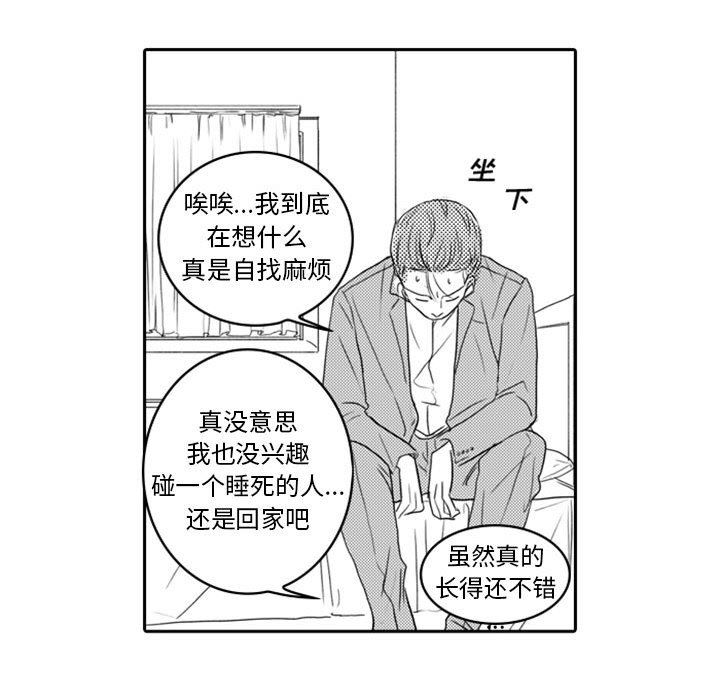 唉唉...我到底
在想什么
真是自找麻烦
坐
下
真没意思
我也没兴趣
碰一个睡死的人...
还是回家吧
虽然真的
长得还不错
...